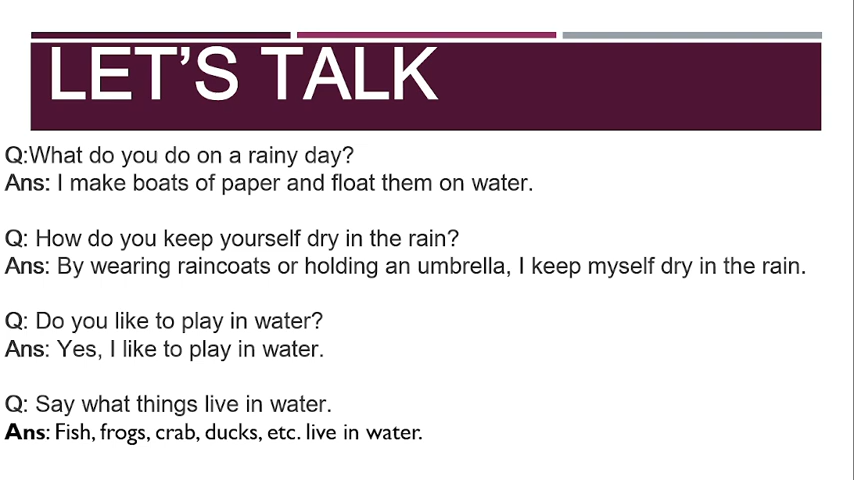 LET’S TALK
Q:What do you do on a rainy day?
Ans: I make boats of paper and float them on water.
Q: How do you keep yourself dry in the rain?
Ans: By wearing raincoats or holding an umbrella, I keep myself dry in the rain.
Q: Do you like to play in water?
Ans: Yes, I like to play in water.
Q: Say what things live in water.
Ans: Fish, frogs, crab, ducks, etc. live in water.